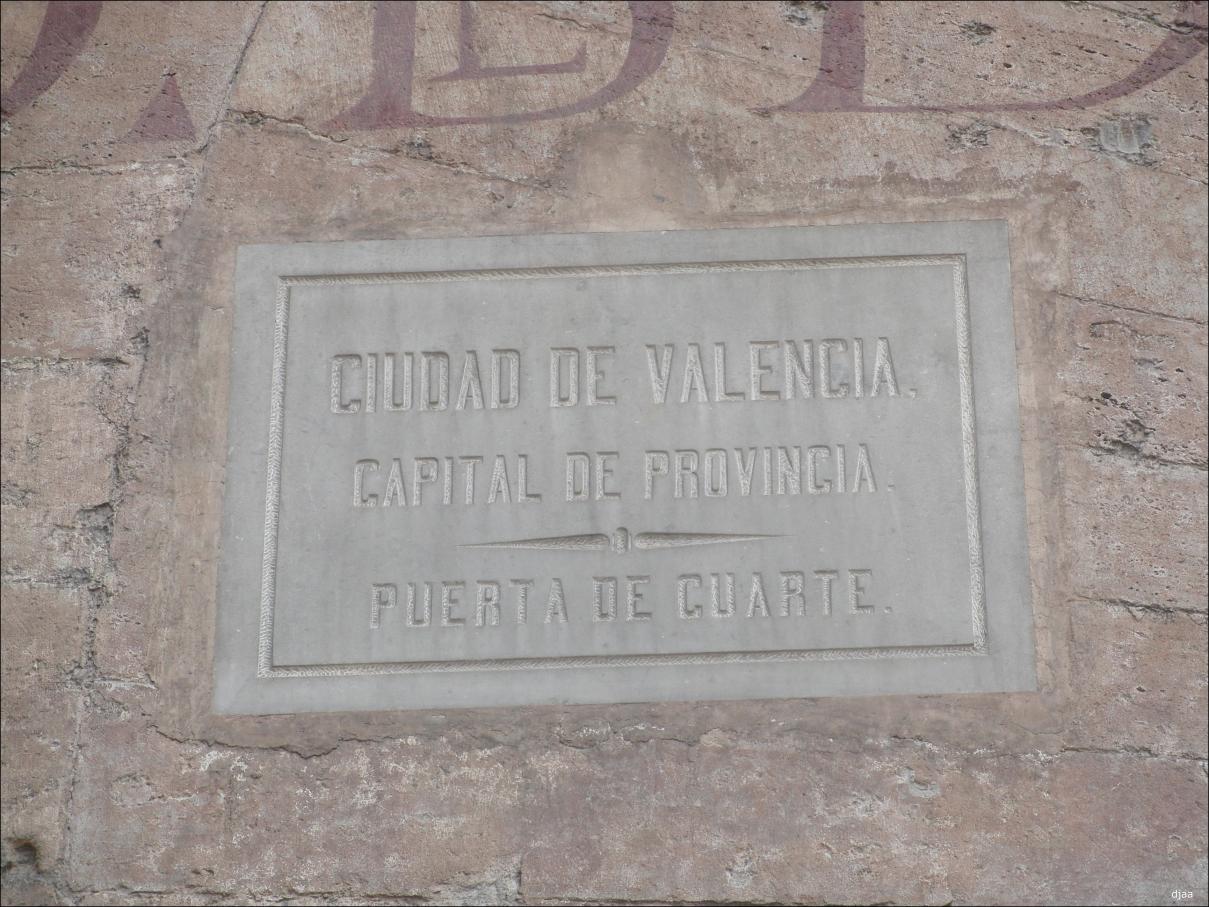 CIUDAD DE VALENCIA.
CAPITAL DE PROVINCIA.
PUERTA DE CUARTE.
djaa